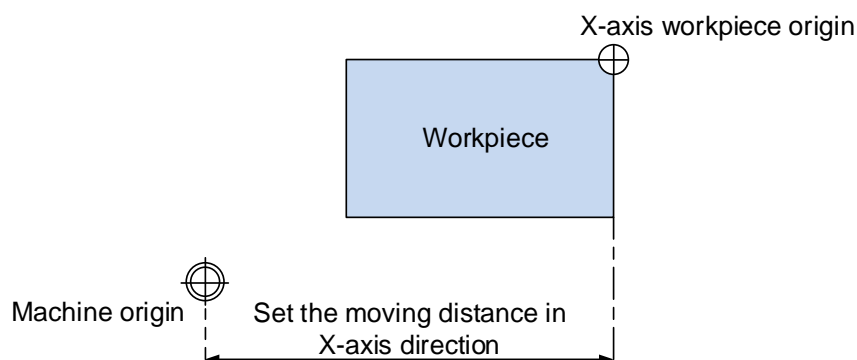 X-axis workpiece origin
Workpiece
Machine origin
Set the moving distance in
X-axis direction